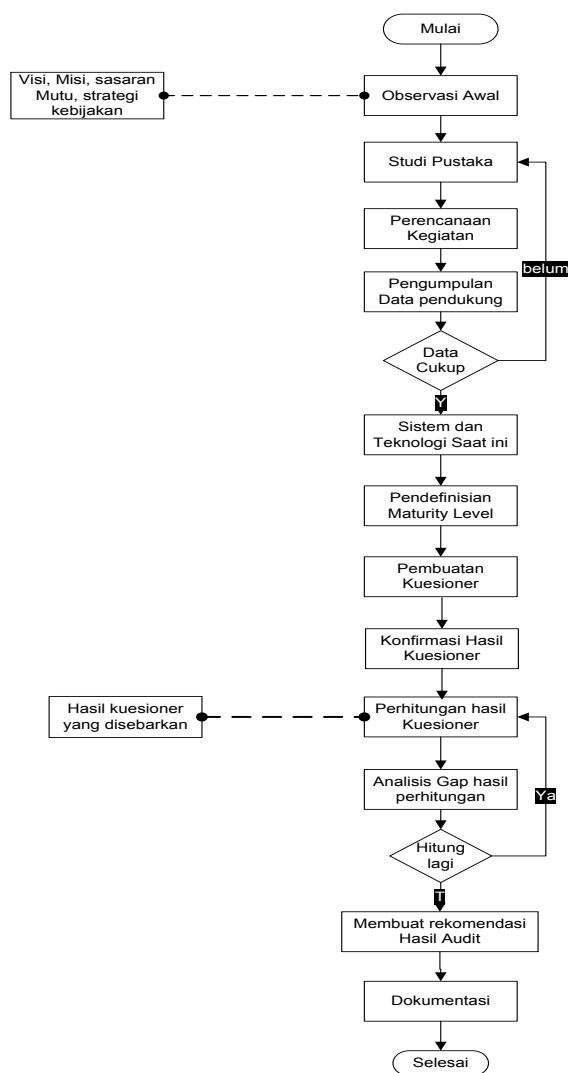 Mulai
Visi, Misi, sasaran
Mutu, strategi
kebijakan
Observasi Awal
Studi Pustaka
Perencanaan
Kegiatan
belum
Pengumpulan
Data pendukung
Data
Cukup
Y
Sistem dan
Teknologi Saat ini
Pendefinisian
Maturity Level
Pembuatan
Kuesioner
Konfirmasi Hasil
Kuesioner
Hasil kuesioner
yang disebarkan
Perhitungan hasil
Kuesioner
Analisis Gap hasil
perhitungan
Ya
Hitung
lagi
T
Membuat rekomendasi
Hasil Audit
Dokumentasi
Selesai